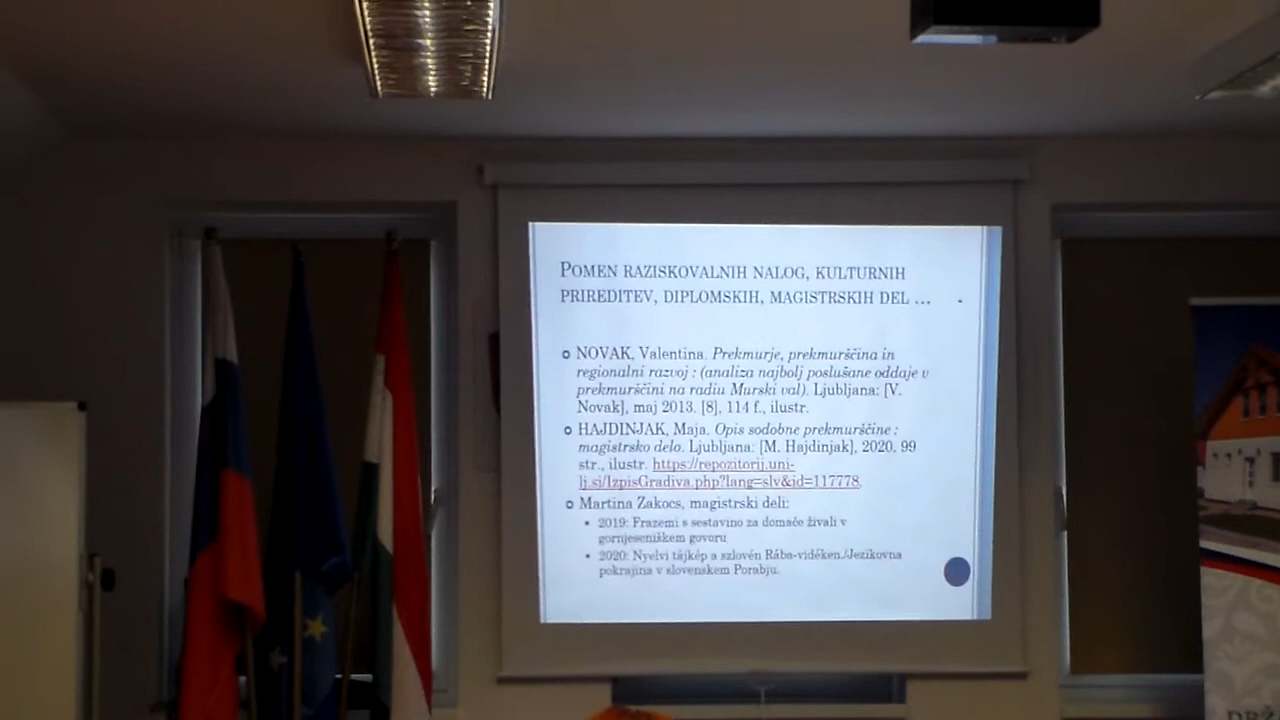 POMEN RAZISKOVALNIH NALOG, KULTURNIH
PRIREDITEV, DIPLOMSKIH, MAGISTRSKIH DEL …
NOVAK, Valentina. Prekmurje, prekmurščina in
regionalni razvoj : (analiza najbolj poslušane oddaje v
prekmurščini na radiu Murski val). Ljubljana: [V.
Novak], maj 2013. [8], 114 f., ilustr.
HAJDINJAK, Maja. Opis sodobne prekmurščine :
magistrsko delo. Ljubljana: [M. Hajdinjak], 2020. 99
str., ilustr. https://repozitorij.uni-
lj.si/IzpisGradiva.php?lang=slv&id=117778.
Martina Zakocs, magistrski deli:
2019: Frazemi s sestavino za domače živali v
gornjeseniškem govoru
2020: Nyelvi tájkép a szlovén Rába-vidéken./Jezikovna
pokrajina v slovenskem Porabju.